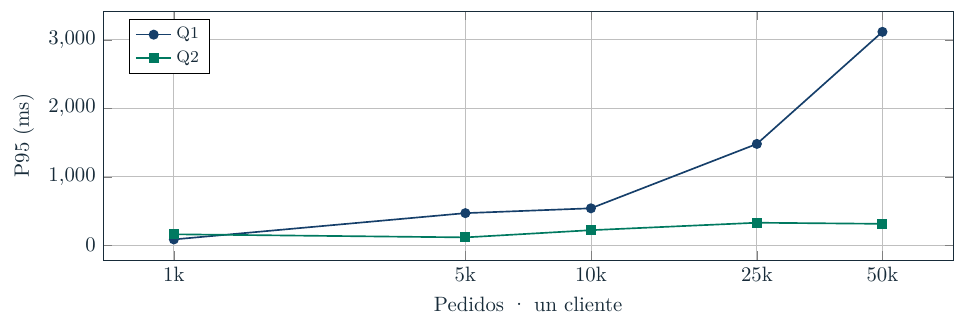 Q1
Q2
P95 (ms)
3,000
2,000
1,000
0
1k 5k 10k 25k 50k
Pedidos · un cliente